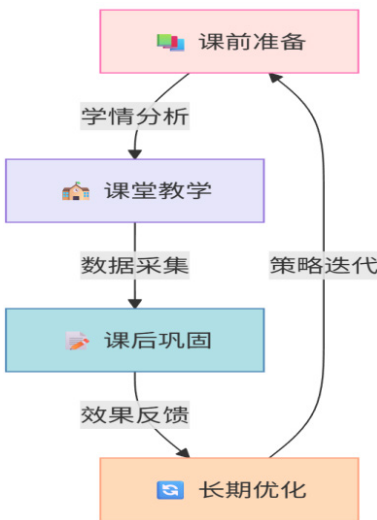 课前准备
学情分析
课堂教学
数据采集
策略迭代
课后巩固
效果反馈
长期优化